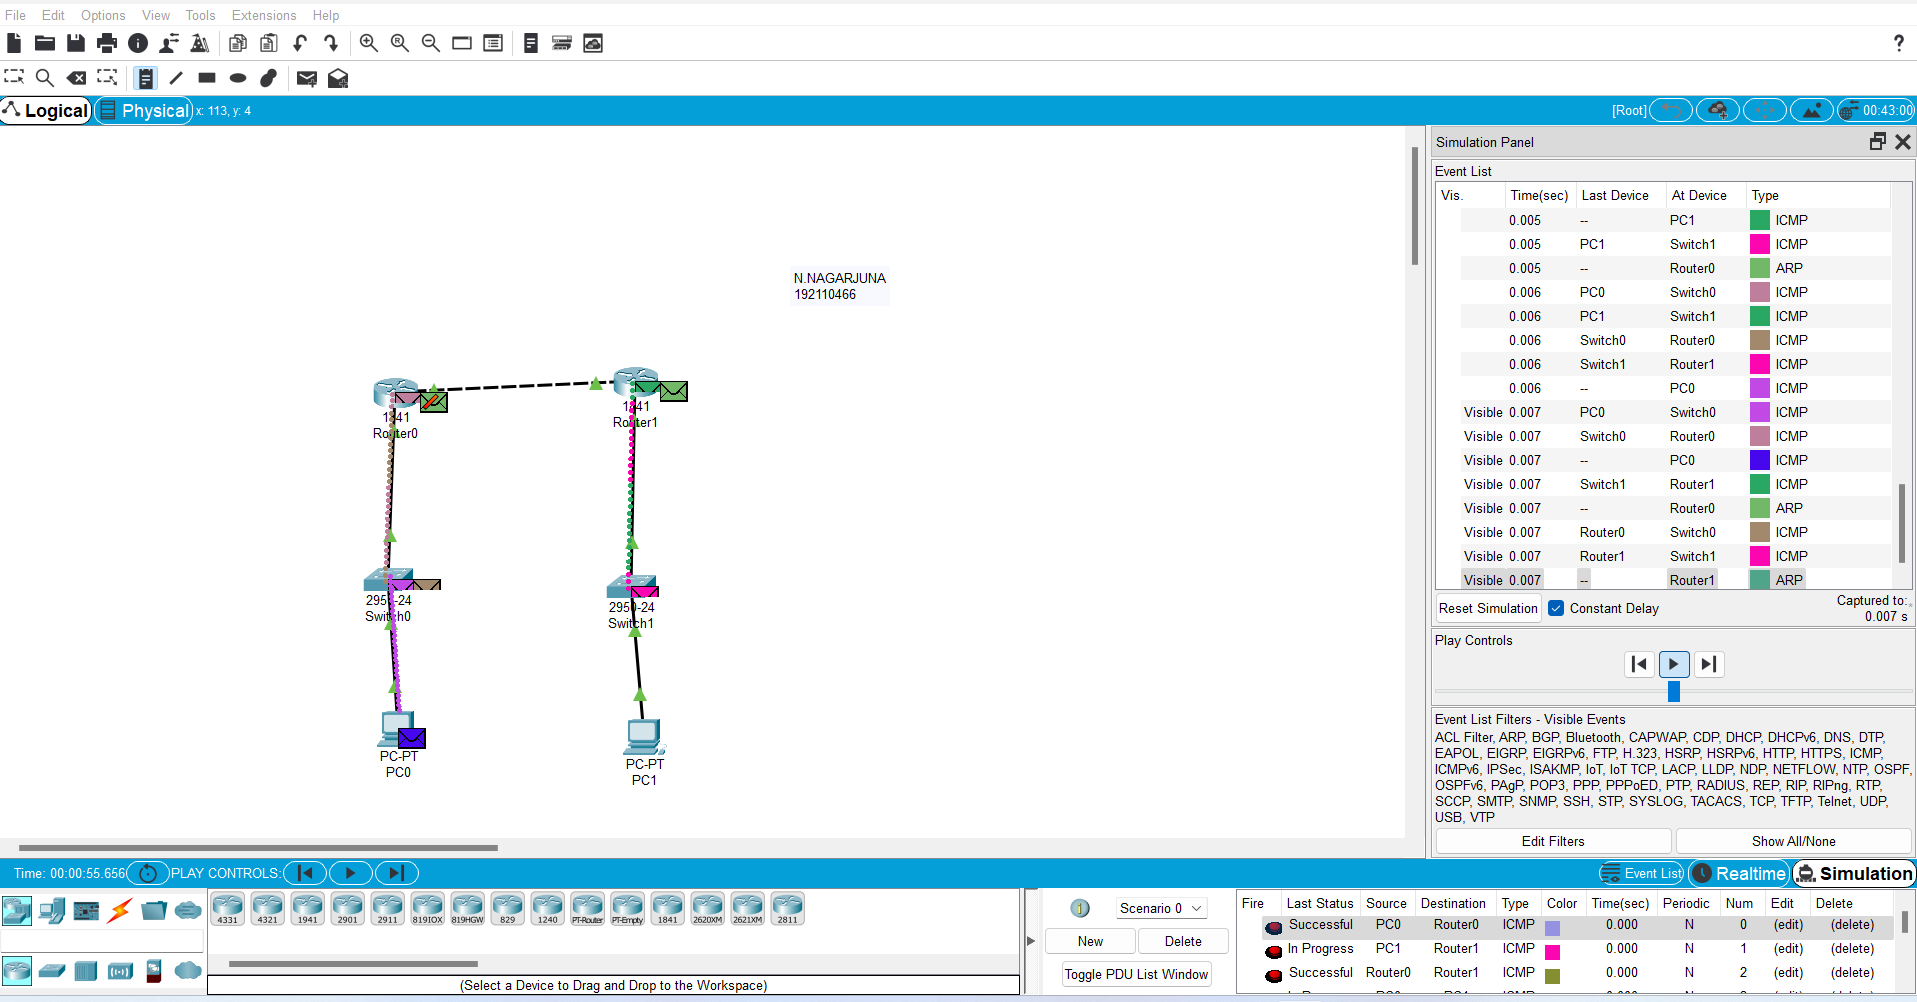 File Edit Options View Tools Extensions Help
?
Logical Physical x: 113, y: 4 [Root] 00:43:00
N.NAGARJUNA
192110466
1841
Router0
1841
Router1
2950-24
Switch0
2950-24
Switch1
PC-PT
PC0
PC-PT
PC1
Simulation Panel
Event List
Vis. Time(sec) Last Device At Device Type
0.005 -- PC1 ICMP
0.005 PC1 Switch1 ICMP
0.005 -- Router0 ARP
0.006 PC0 Switch0 ICMP
0.006 PC1 Switch1 ICMP
0.006 Switch0 Router0 ICMP
0.006 Switch1 Router1 ICMP
0.006 -- PC0 ICMP
Visible 0.007 PC0 Switch0 ICMP
Visible 0.007 Switch0 Router0 ICMP
Visible 0.007 -- PC0 ICMP
Visible 0.007 Switch1 Router1 ICMP
Visible 0.007 -- Router0 ARP
Visible 0.007 Router0 Switch0 ICMP
Visible 0.007 Router1 Switch1 ICMP
Visible 0.007 -- Router1 ARP
Reset Simulation Constant Delay Captured to:
0.007 s
Play Controls
Event List Filters - Visible Events
ACL Filter, ARP, BGP, Bluetooth, CAPWAP, CDP, DHCP, DHCPv6, DNS, DTP,
EAPOL, EIGRP, EIGRPv6, FTP, H.323, HSRP, HSRPv6, HTTP, HTTPS, ICMP,
ICMPv6, IPSec, ISAKMP, IoT, IoT TCP, LACP, LLDP, NDP, NETFLOW, NTP, OSPF,
OSPFv6, PAgP, POP3, PPP, PPPoED, PTP, RADIUS, REP, RIP, RIPng, RTP,
SCCP, SMTP, SNMP, SSH, STP, SYSLOG, TACACS, TCP, TFTP, Telnet, UDP,
USB, VTP
Edit Filters Show All/None
Time: 00:00:55.656 PLAY CONTROLS: Event List Realtime Simulation
4331 4321 1941 2901 2911 819IOX 819HGW 829 1240 PT-Router PT-Empty 1841 2620XM 2621XM 2811
(Select a Device to Drag and Drop to the Workspace)
Scenario 0
New Delete
Toggle PDU List Window
Fire Last Status Source Destination Type Color Time(sec) Periodic Num Edit Delete
Successful PC0 Router0 ICMP 0.000 N 0 (edit) (delete)
In Progress PC1 Router1 ICMP 0.000 N 1 (edit) (delete)
Successful Router0 Router1 ICMP 0.000 N 2 (edit) (delete)